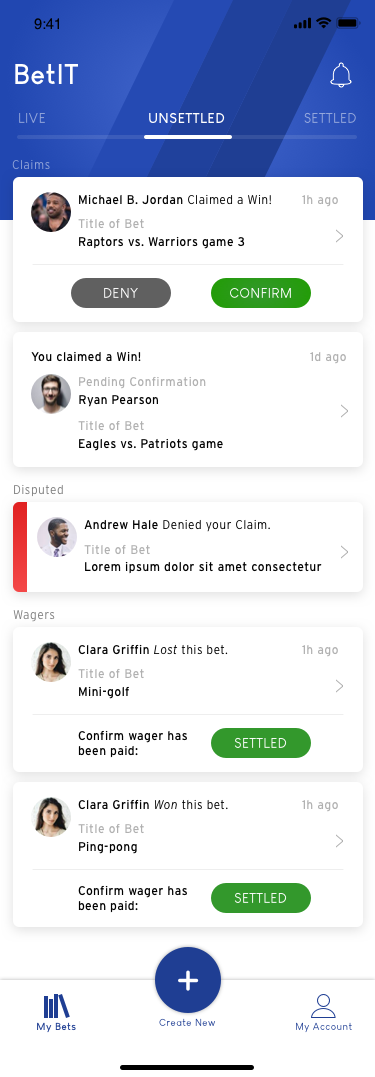 9:41
BetIT
LIVE UNSETTLED SETTLED
Claims
Michael B. Jordan Claimed a Win! 1h ago
Title of Bet
Raptors vs. Warriors game 3
DENY CONFIRM
You claimed a Win! 1d ago
Pending Confirmation
Ryan Pearson
Title of Bet
Eagles vs. Patriots game
Disputed
Andrew Hale Denied your Claim.
Title of Bet
Lorem ipsum dolor sit amet consectetur
Wagers
Clara Griffin Lost this bet. 1h ago
Title of Bet
Mini-golf
Confirm wager has
been paid:
SETTLED
Clara Griffin Won this bet. 1h ago
Title of Bet
Ping-pong
Confirm wager has
been paid:
SETTLED
My Bets Create New My Account